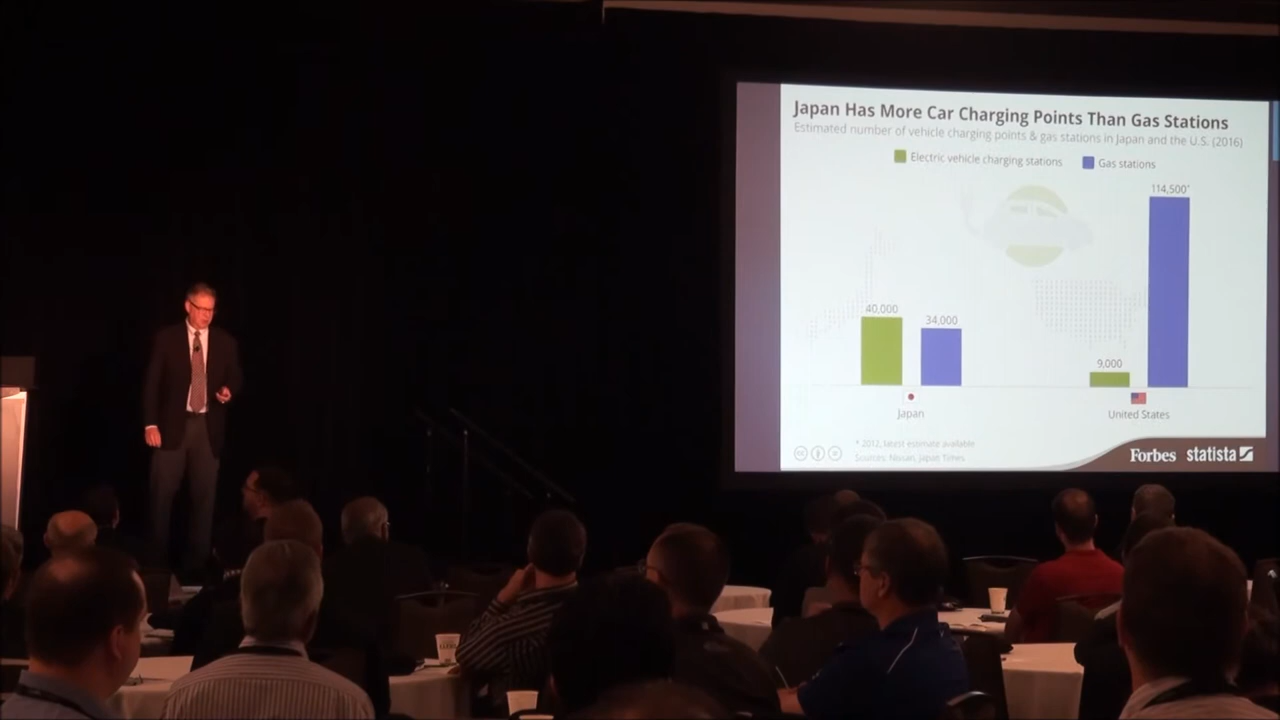 Japan Has More Car Charging Points Than Gas Stations
Estimated number of vehicle charging points & gas stations in Japan and the U.S. (2016)
Electric vehicle charging stations Gas stations
114,500*
40,000
34,000
9,000
Japan United States
* 2012, latest estimate available
Sources: Nissan, Japan Times
Forbes statista